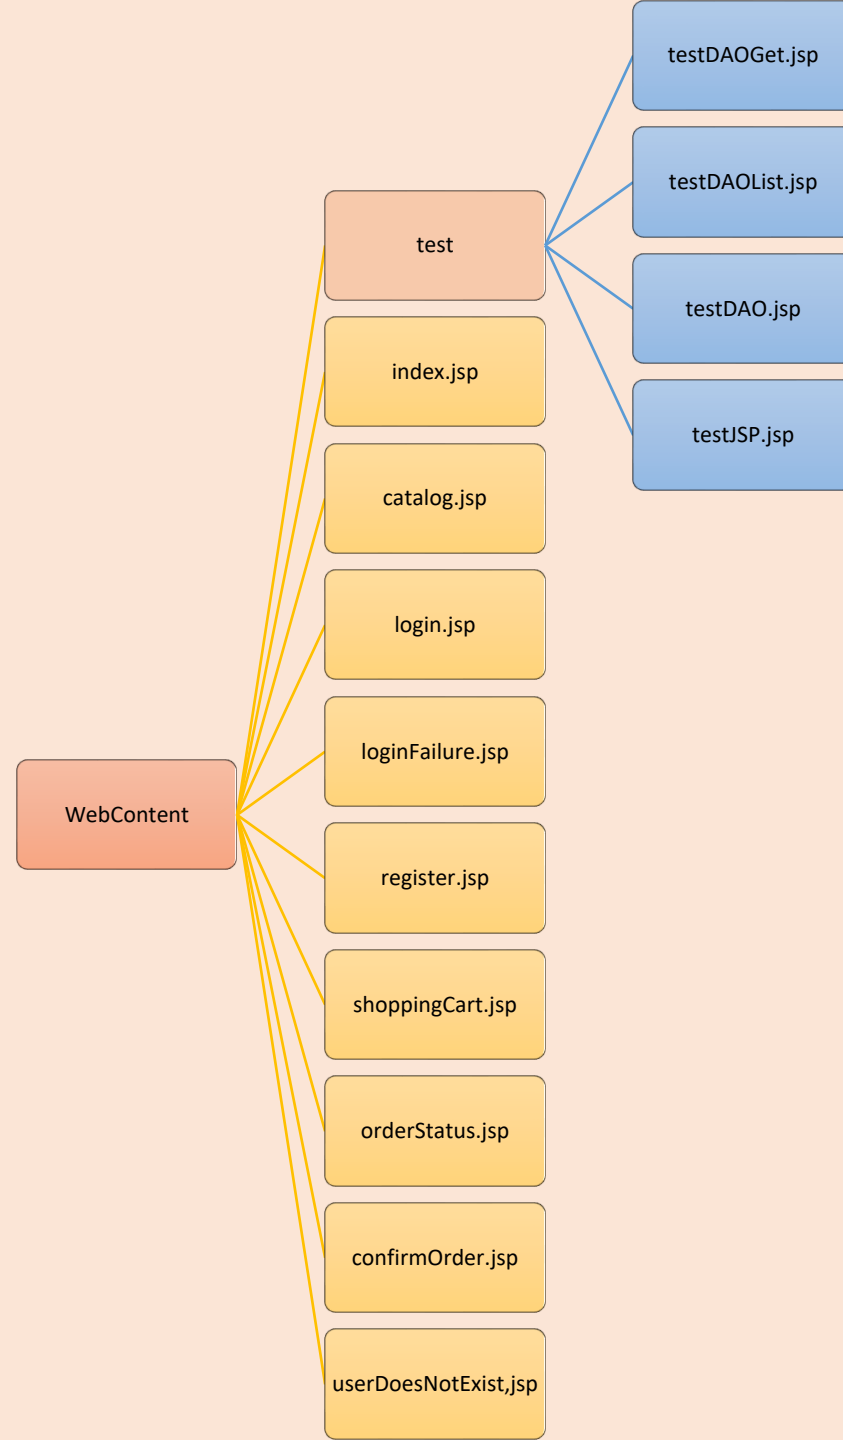 testDAOGet.jsp
testDAOList.jsp
test
testDAO.jsp
index.jsp
testJSP.jsp
catalog.jsp
login.jsp
loginFailure.jsp
WebContent
register.jsp
shoppingCart.jsp
orderStatus.jsp
confirmOrder.jsp
userDoesNotExist,jsp